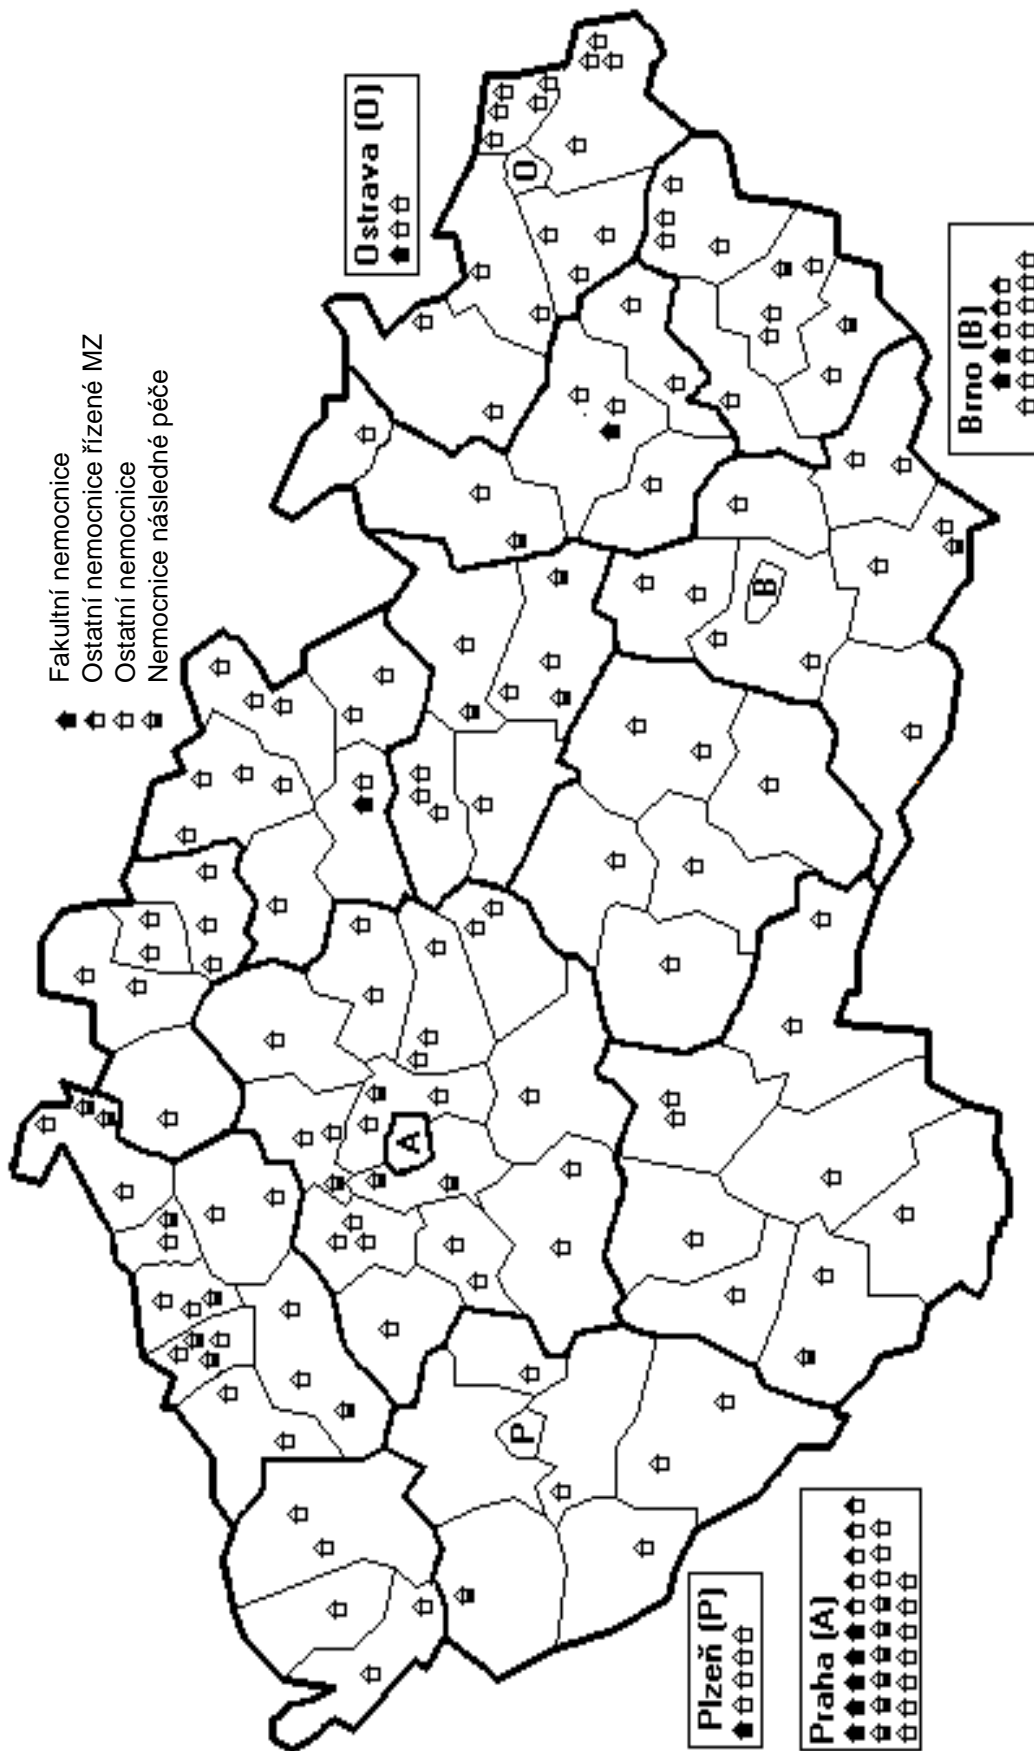 Fakultní nemocnice
Ostatní nemocnice řízené MZ
Ostatní nemocnice
Nemocnice následné péče
Ostrava (O)
O
A
P
B
Plzeň (P)
Praha (A)
Brno (B)